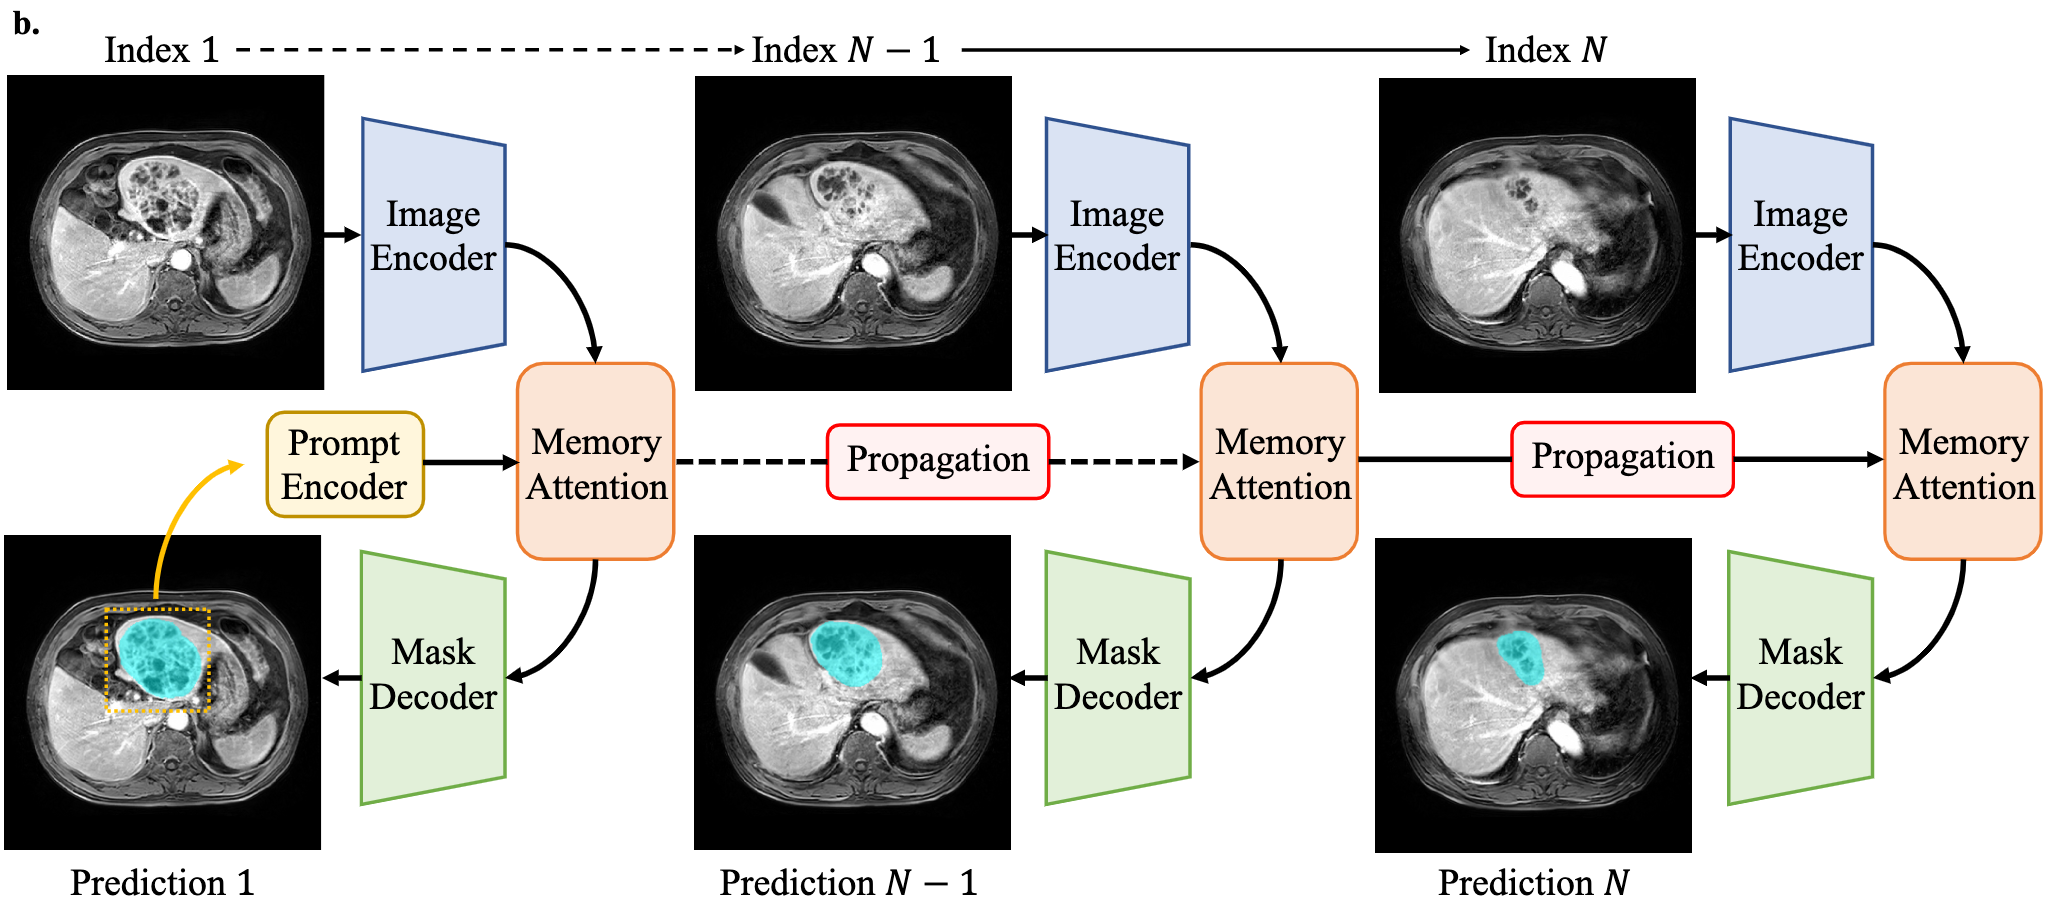 b.
Index 1
Index N − 1
Index N
Image
Encoder
Image
Encoder
Image
Encoder
Prompt
Encoder
Memory
Attention
Propagation
Memory
Attention
Propagation
Memory
Attention
Mask
Decoder
Mask
Decoder
Mask
Decoder
Prediction 1
Prediction N − 1
Prediction N